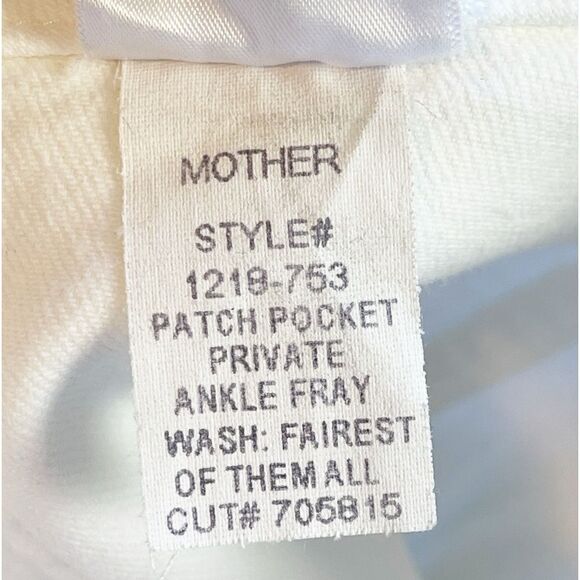 MOTHER
STYLE#
1218-753
PATCH POCKET
PRIVATE
ANKLE FRAY
WASH: FAIREST
OF THEM ALL
CUT# 705815